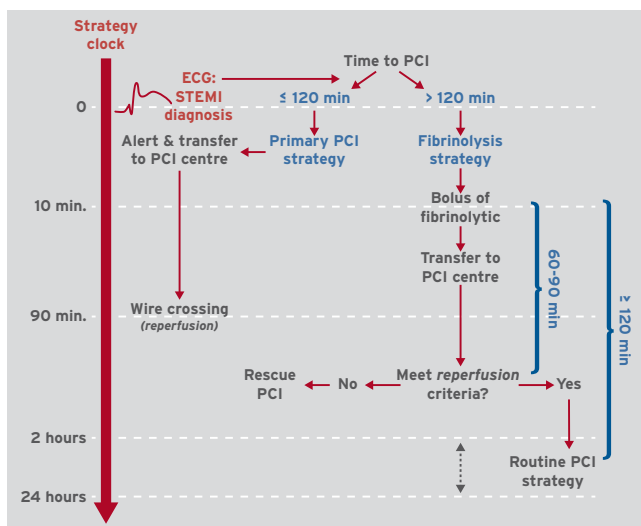 Strategy
clock
Time to PCI
ECG:
STEMI
diagnosis
≤ 120 min
> 120 min
0
Alert & transfer
to PCI centre
Primary PCI
strategy
Fibrinolysis
strategy
10 min.
Bolus of
fibrinolytic
Transfer to
PCI centre
60-90 min
≥ 120 min
90 min.
Wire crossing
(reperfusion)
Rescue
PCI
No
Meet reperfusion
criteria?
Yes
2 hours
Routine PCI
strategy
24 hours